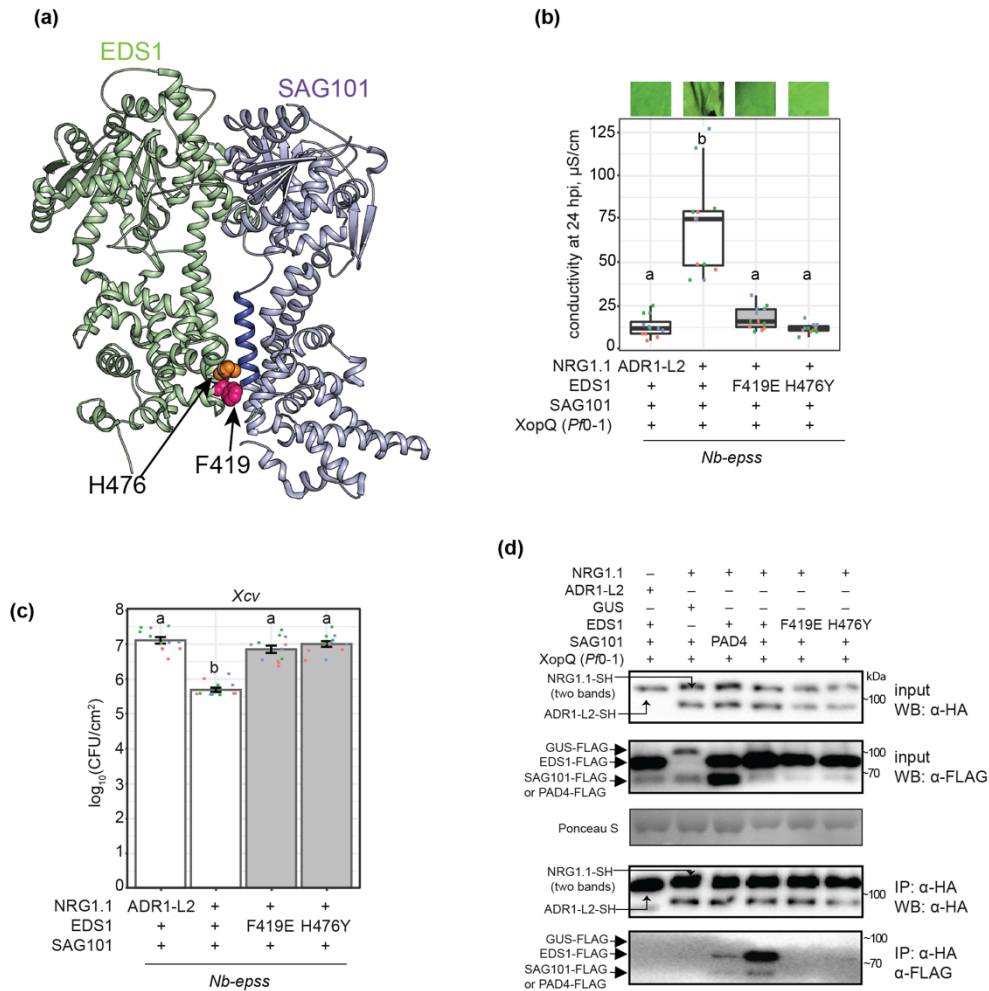 (a)
EDS1
SAG101
H476
F419
(b)
conductivity at 24 hpi, µS/cm
125
100
75
50
25
0
a
b
a
a
NRG1.1 ADR1-L2 + + +
EDS1 + + F419E H476Y
SAG101 + + + +
XopQ (Pf0-1) + + + +
Nb-epss
(c)
Xcv
log10(CFU/cm²)
8
7
6
5
4
3
2
1
0
a
b
a
a
NRG1.1 ADR1-L2 + + +
EDS1 + + F419E H476Y
SAG101 + + + +
Nb-epss
(d)
NRG1.1 – + + + + +
ADR1-L2 + – – – – –
GUS – + – – – –
EDS1 + – + + F419E H476Y
SAG101 + + PAD4 + + +
XopQ (Pf0-1) + + + + + +
NRG1.1-SH
(two bands)
ADR1-L2-SH
kDa
~100
input
WB: α-HA
GUS-FLAG
EDS1-FLAG
SAG101-FLAG
or PAD4-FLAG
~100
~70
input
WB: α-FLAG
Ponceau S
NRG1.1-SH
(two bands)
ADR1-L2-SH
~100
IP: α-HA
WB: α-HA
GUS-FLAG
EDS1-FLAG
SAG101-FLAG
or PAD4-FLAG
~100
~70
IP: α-HA
α-FLAG